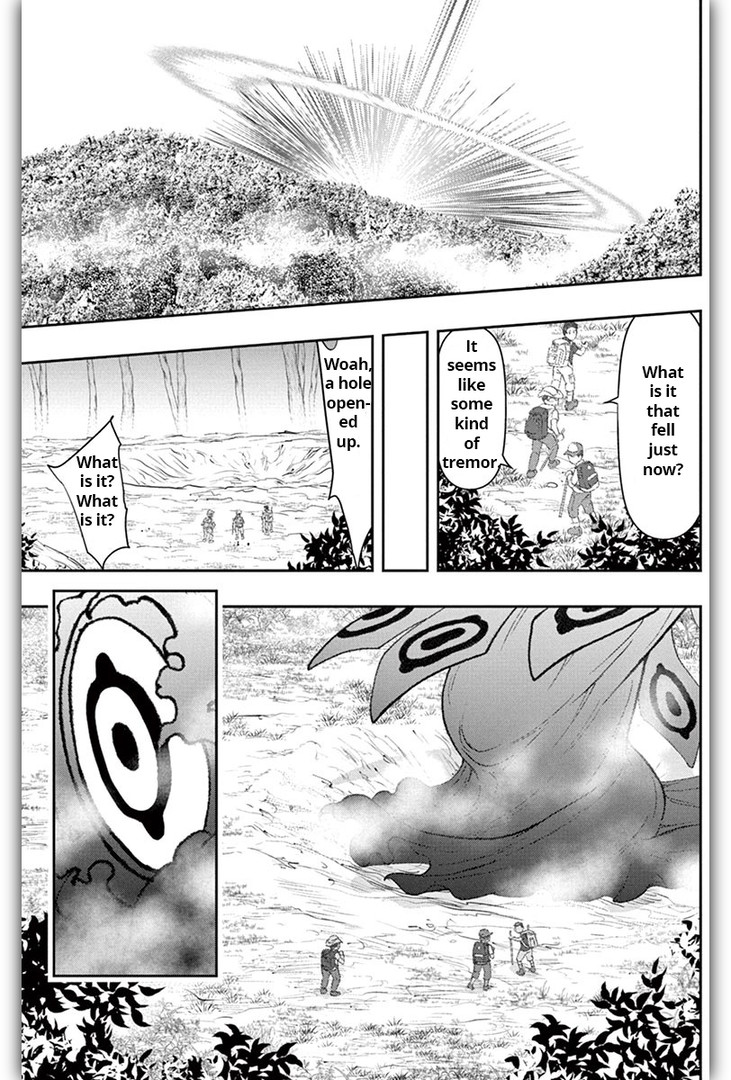 What
is it
that
fell
just
now?
It
seems
like
some
kind
of
tremor
Woah,
a hole
open-
ed
up.
What
is it?
What
is it?